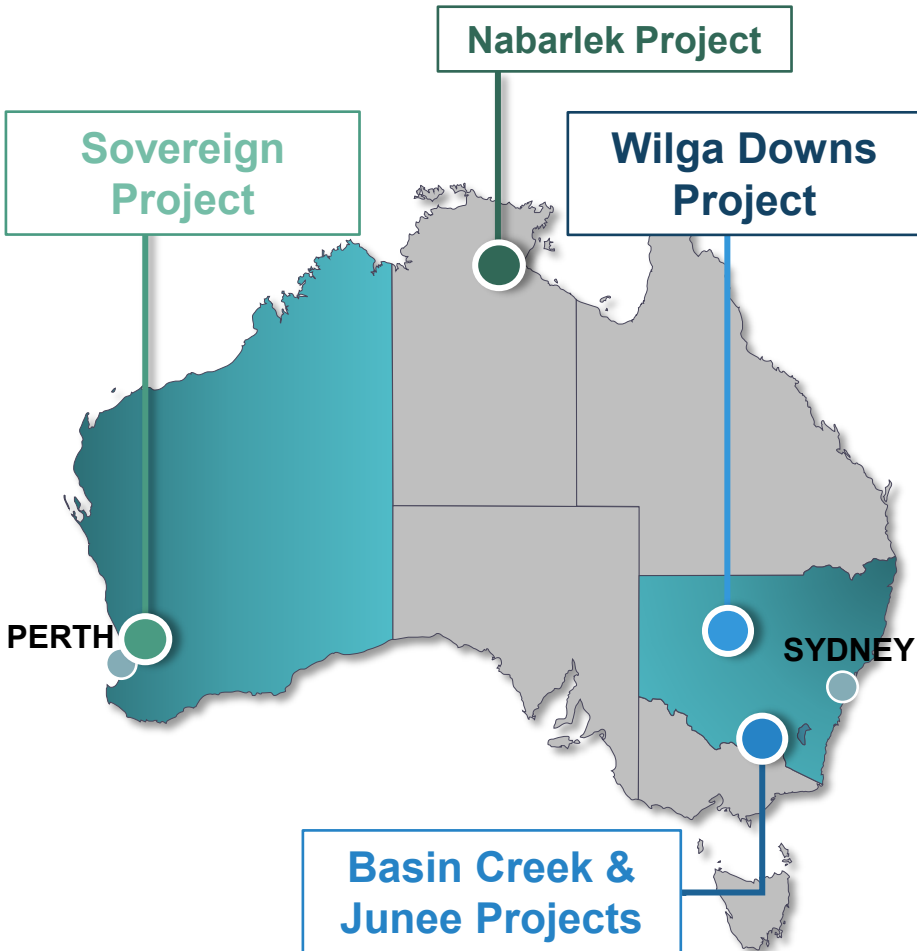 Nabarlek Project
Sovereign
Project
Wilga Downs
Project
PERTH
SYDNEY
Basin Creek &
Junee Projects